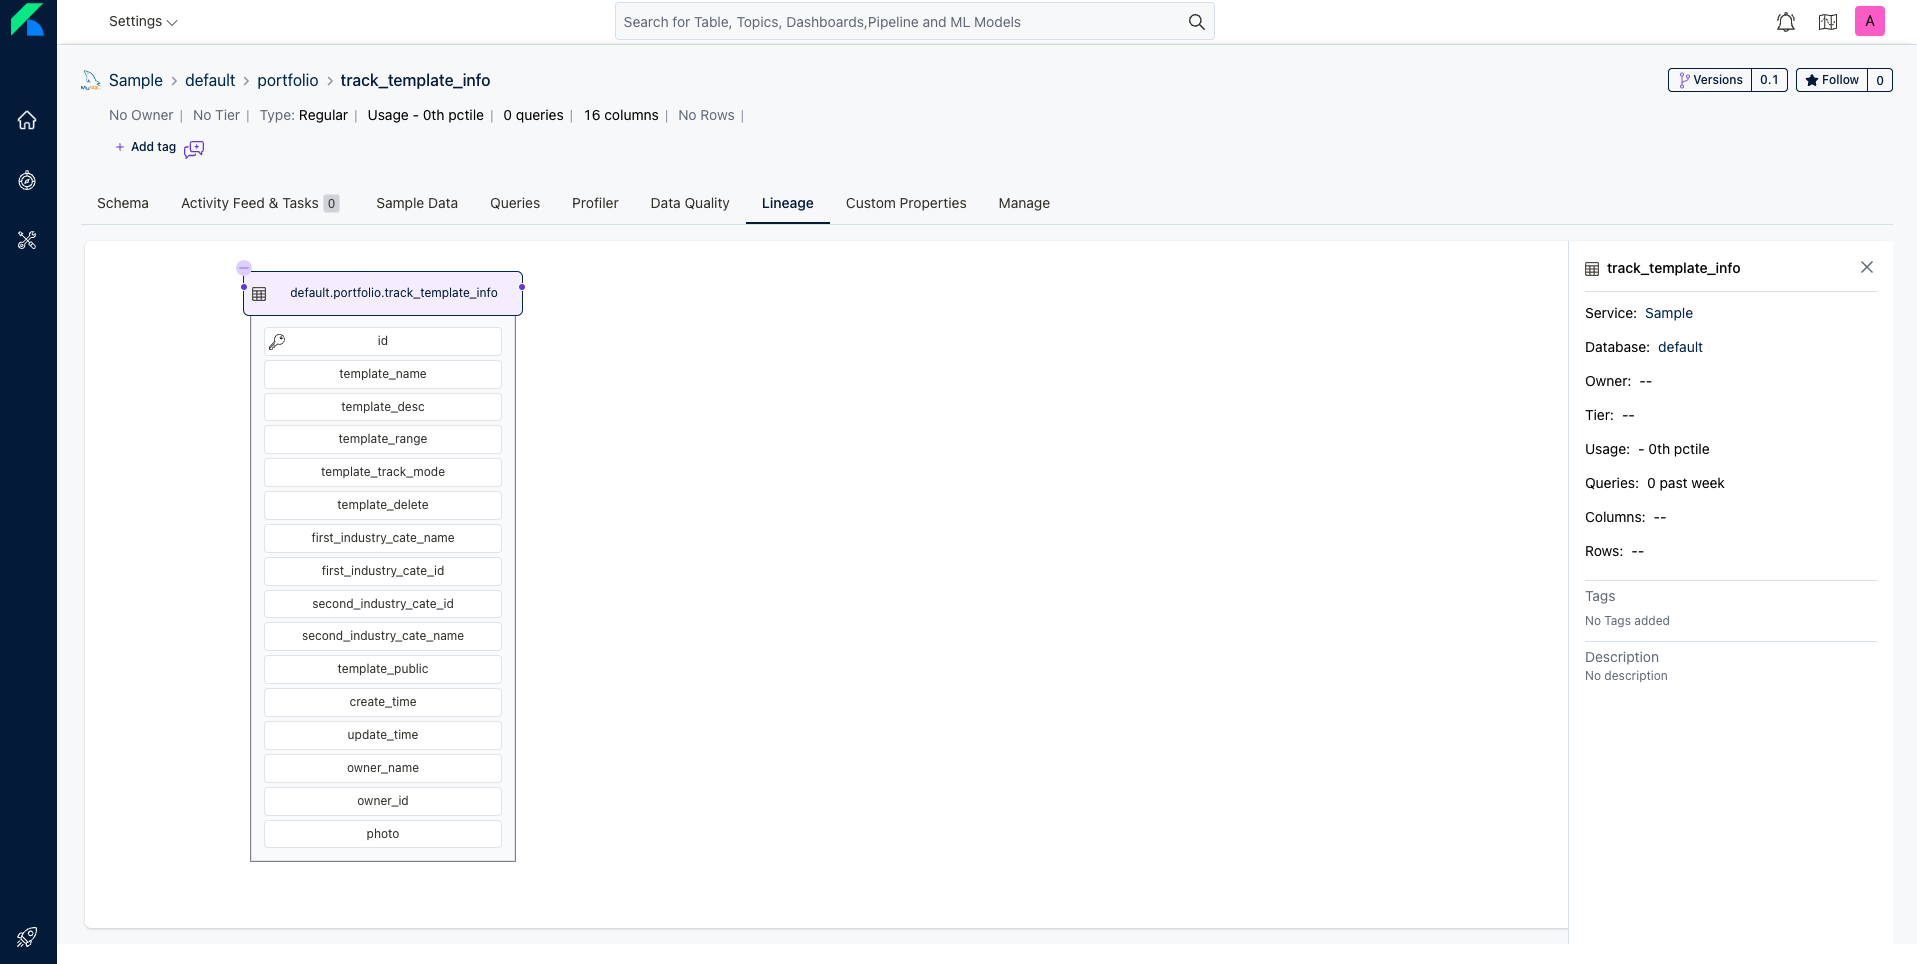 Settings
Search for Table, Topics, Dashboards,Pipeline and ML Models
A
Sample > default > portfolio > track_template_info
Versions 0.1
Follow 0
No Owner | No Tier | Type: Regular | Usage - 0th pctile | 0 queries | 16 columns | No Rows |
+ Add tag
Schema Activity Feed & Tasks 0 Sample Data Queries Profiler Data Quality Lineage Custom Properties Manage
default.portfolio.track_template_info
id
template_name
template_desc
template_range
template_track_mode
template_delete
first_industry_cate_name
first_industry_cate_id
second_industry_cate_id
second_industry_cate_name
template_public
create_time
update_time
owner_name
owner_id
photo
track_template_info
Service: Sample
Database: default
Owner: --
Tier: --
Usage: - 0th pctile
Queries: 0 past week
Columns: --
Rows: --
Tags
No Tags added
Description
No description